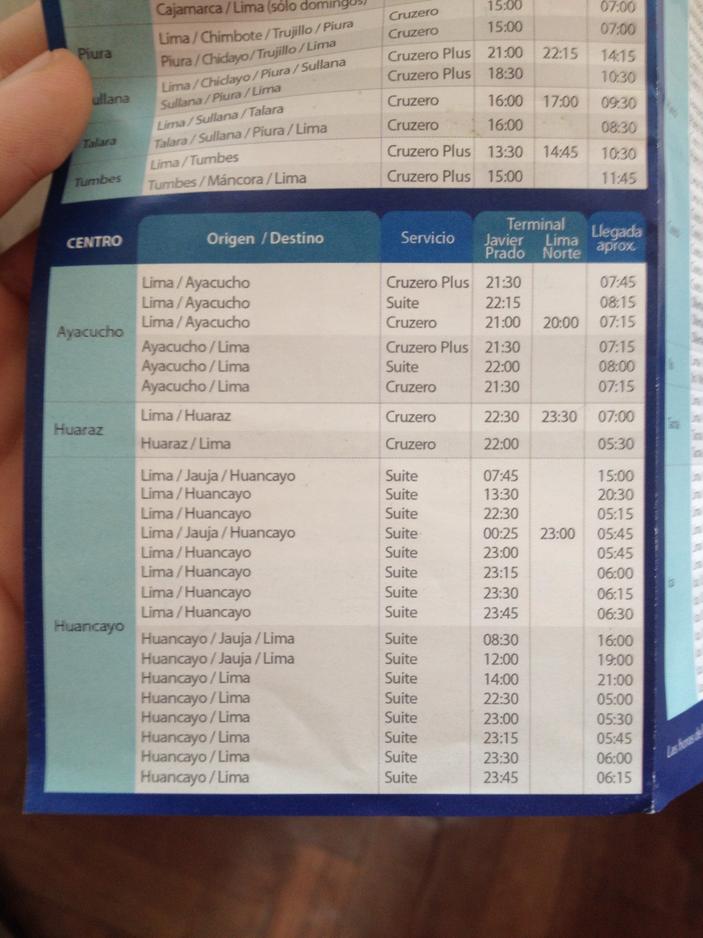 Cajamarca / Lima (sólo domingos) Cruzero 15:00 07:00
Lima / Chimbote / Trujillo / Piura Cruzero 15:00 07:00
Piura Piura / Chiclayo / Trujillo / Lima Cruzero Plus 21:00 22:15 14:15
Lima / Chiclayo / Piura / Sullana Cruzero Plus 18:30 10:30
ullana Sullana / Piura / Lima Cruzero 16:00 17:00 09:30
Lima / Sullana / Talara Cruzero 16:00 08:30
Talara Talara / Sullana / Piura / Lima Cruzero Plus 13:30 14:45 10:30
Lima / Tumbes Cruzero Plus 15:00 11:45
Tumbes Tumbes / Máncora / Lima
CENTRO Origen / Destino Servicio Terminal Javier Prado Lima Norte Llegada aprox.
Lima / Ayacucho Cruzero Plus 21:30 07:45
Lima / Ayacucho Suite 22:15 08:15
Ayacucho Lima / Ayacucho Cruzero 21:00 20:00 07:15
Ayacucho / Lima Cruzero Plus 21:30 07:15
Ayacucho / Lima Suite 22:00 08:00
Ayacucho / Lima Cruzero 21:30 07:15
Huaraz Lima / Huaraz Cruzero 22:30 23:30 07:00
Huaraz / Lima Cruzero 22:00 05:30
Lima / Jauja / Huancayo Suite 07:45 15:00
Lima / Huancayo Suite 13:30 20:30
Lima / Huancayo Suite 22:30 05:15
Lima / Jauja / Huancayo Suite 00:25 23:00 05:45
Lima / Huancayo Suite 23:00 05:45
Lima / Huancayo Suite 23:15 06:00
Lima / Huancayo Suite 23:30 06:15
Lima / Huancayo Suite 23:45 06:30
Huancayo Huancayo / Jauja / Lima Suite 08:30 16:00
Huancayo / Jauja / Lima Suite 12:00 19:00
Huancayo / Lima Suite 14:00 21:00
Huancayo / Lima Suite 22:30 05:00
Huancayo / Lima Suite 23:00 05:30
Huancayo / Lima Suite 23:15 05:45
Huancayo / Lima Suite 23:30 06:00
Huancayo / Lima Suite 23:45 06:15
Las horas de